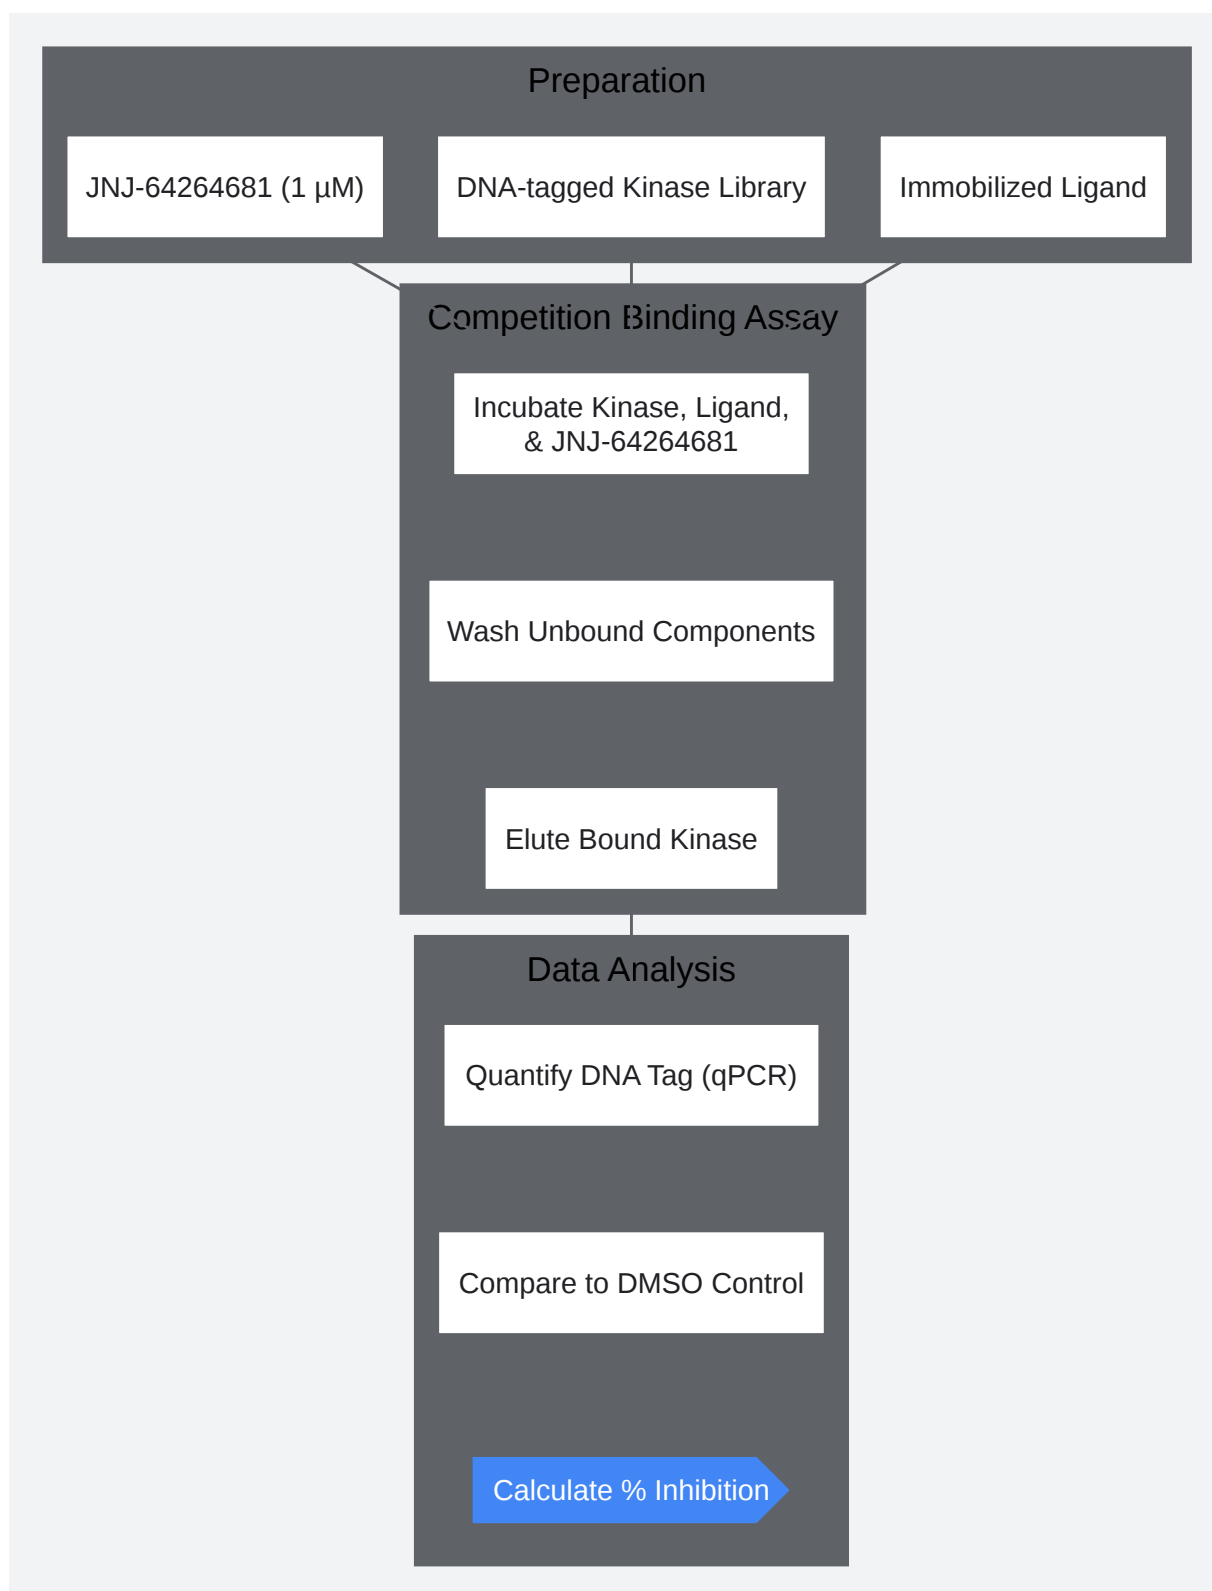 Preparation
JNJ-64264681 (1 µM)
DNA-tagged Kinase Library
Immobilized Ligand
Competition Binding Assay
Incubate Kinase, Ligand,
& JNJ-64264681
Wash Unbound Components
Elute Bound Kinase
Data Analysis
Quantify DNA Tag (qPCR)
Compare to DMSO Control
Calculate % Inhibition